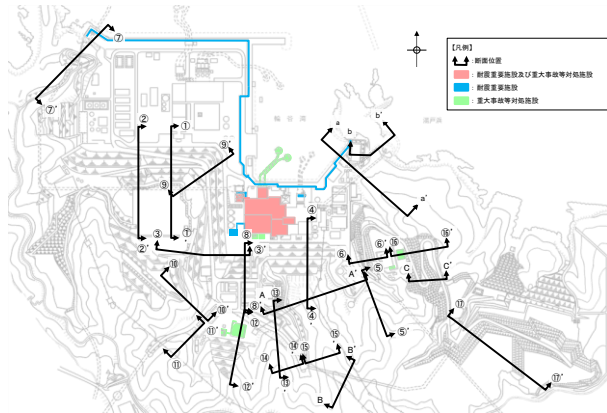 【凡例】
:断面位置
:耐震重要施設及び重大事故等対処施設
:耐震重要施設
:重大事故等対処施設
⑦
⑦'
②
①
⑨'
輪谷湾
a
b
b'
⑨
a'
②'
③
①'
⑧
③'
④
⑥
⑥'
⑯
⑯'
⑩
A'
⑤
C
C'
⑩'
A
⑬
⑧'
⑫
④'
⑰
⑪'
⑪
⑤'
⑭
⑭'
⑮
⑮'
B'
⑫'
⑬'
B
⑰'